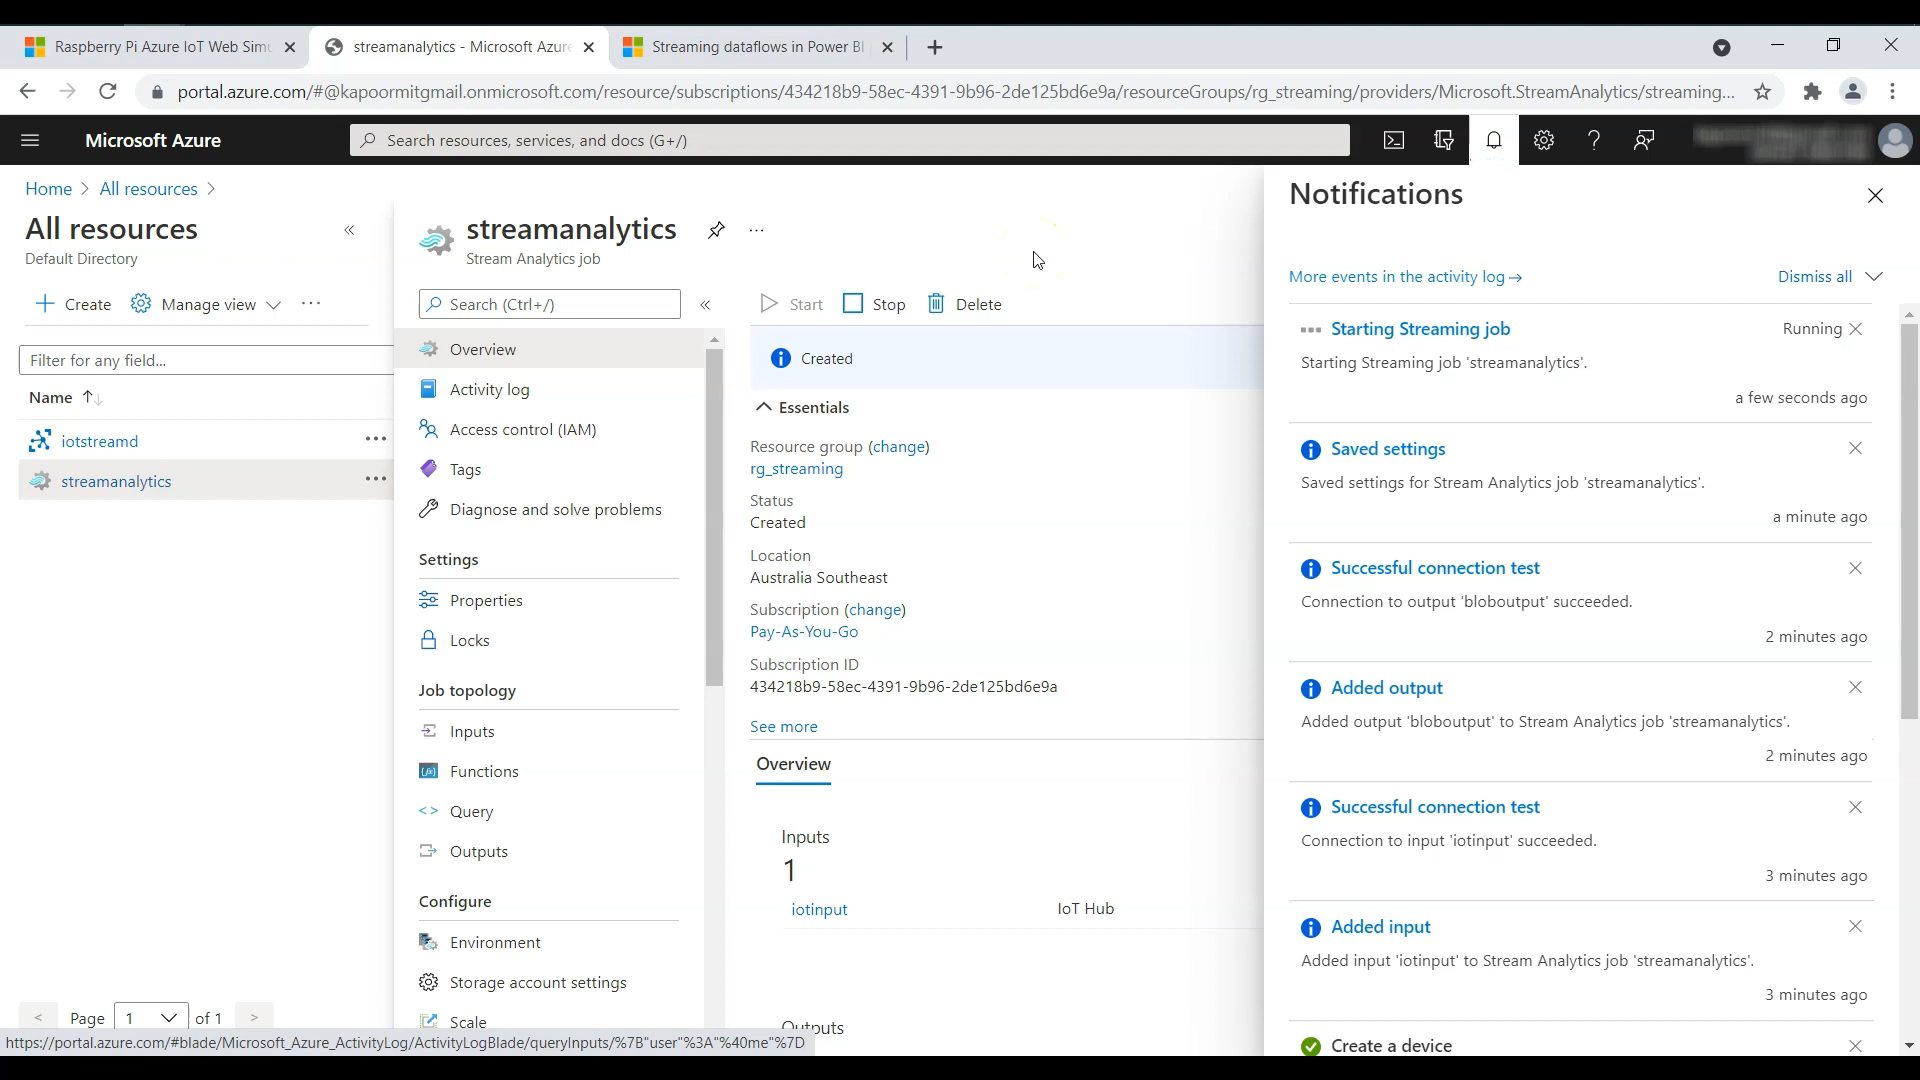 Raspberry Pi Azure IoT Web Simu
streamanalytics - Microsoft Azure
Streaming dataflows in Power BI
portal.azure.com/#@kapoormitgmail.onmicrosoft.com/resource/subscriptions/434218b9-58ec-4391-9b96-2de125bd6e9a/resourceGroups/rg_streaming/providers/Microsoft.StreamAnalytics/streaming...
Microsoft Azure
Search resources, services, and docs (G+/)
Home > All resources >
All resources
Default Directory
Create
Manage view
Filter for any field...
Name
iotstreamd
streamanalytics
< Page 1 of 1 >
streamanalytics
Stream Analytics job
Search (Ctrl+/)
Overview
Activity log
Access control (IAM)
Tags
Diagnose and solve problems
Settings
Properties
Locks
Job topology
Inputs
Functions
Query
Outputs
Configure
Environment
Storage account settings
Scale
Start
Stop
Delete
Created
Essentials
Resource group (change)
rg_streaming
Status
Created
Location
Australia Southeast
Subscription (change)
Pay-As-You-Go
Subscription ID
434218b9-58ec-4391-9b96-2de125bd6e9a
See more
Overview
Inputs
1
iotinput
IoT Hub
Outputs
Notifications
More events in the activity log →
Dismiss all
Starting Streaming job
Running
Starting Streaming job 'streamanalytics'.
a few seconds ago
Saved settings
Saved settings for Stream Analytics job 'streamanalytics'.
a minute ago
Successful connection test
Connection to output 'bloboutput' succeeded.
2 minutes ago
Added output
Added output 'bloboutput' to Stream Analytics job 'streamanalytics'.
2 minutes ago
Successful connection test
Connection to input 'iotinput' succeeded.
3 minutes ago
Added input
Added input 'iotinput' to Stream Analytics job 'streamanalytics'.
3 minutes ago
Create a device
https://portal.azure.com/#blade/Microsoft_Azure_ActivityLog/ActivityLogBlade/queryInputs/%7B"user"%3A"%40me"%7D